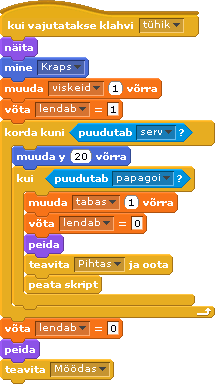 kui vajutatakse klahvi tühik
näita
mine Kraps
muuda viskeid 1 võrra
võta lendab = 1
korda kuni puudutab serv ?
muuda y 20 võrra
kui puudutab papagoi ?
muuda tabas 1 võrra
võta lendab = 0
peida
teavita Pihtas ja oota
peata skript
võta lendab = 0
peida
teavita Möödas